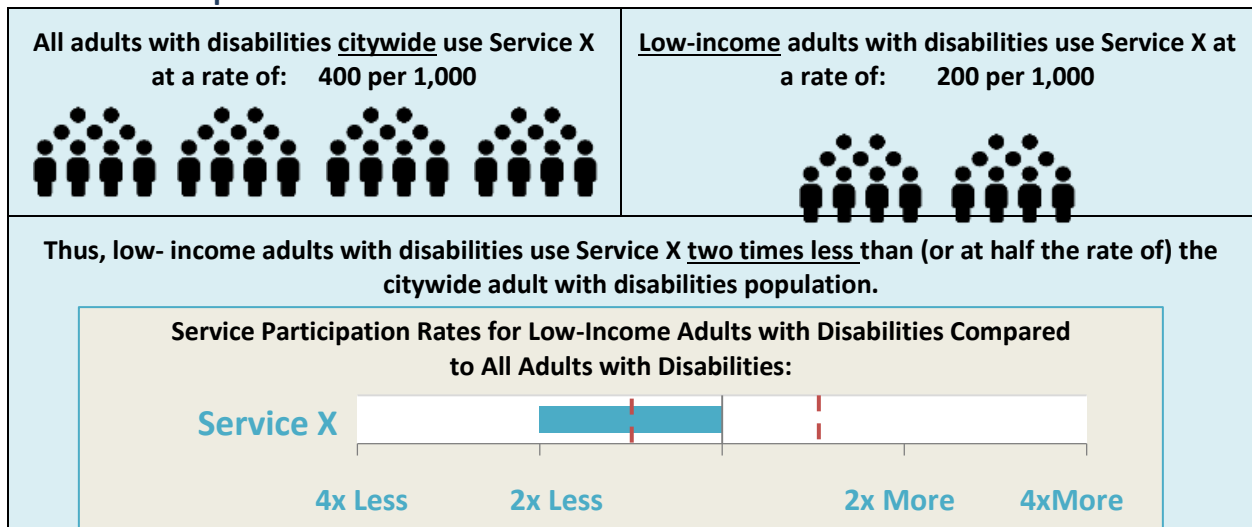 All adults with disabilities citywide use Service X
at a rate of: 400 per 1,000
Low-income adults with disabilities use Service X at
a rate of: 200 per 1,000
Thus, low- income adults with disabilities use Service X two times less than (or at half the rate of) the
citywide adult with disabilities population.
Service Participation Rates for Low-Income Adults with Disabilities Compared
to All Adults with Disabilities:
Service X
4x Less 2x Less 2x More 4xMore